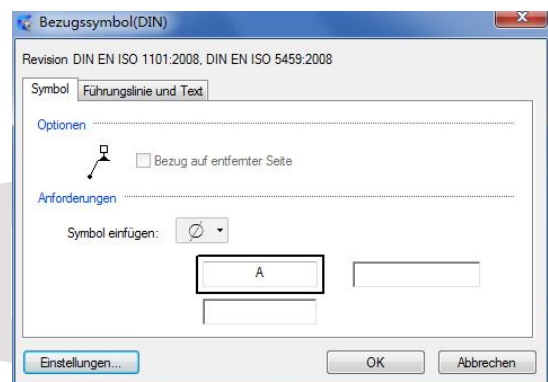 Bezugssymbol(DIN)
Revision DIN EN ISO 1101:2008, DIN EN ISO 5459:2008
Symbol Führungslinie und Text
Optionen
Bezug auf entfernter Seite
Anforderungen
Symbol einfügen:
A
Einstellungen... OK Abbrechen